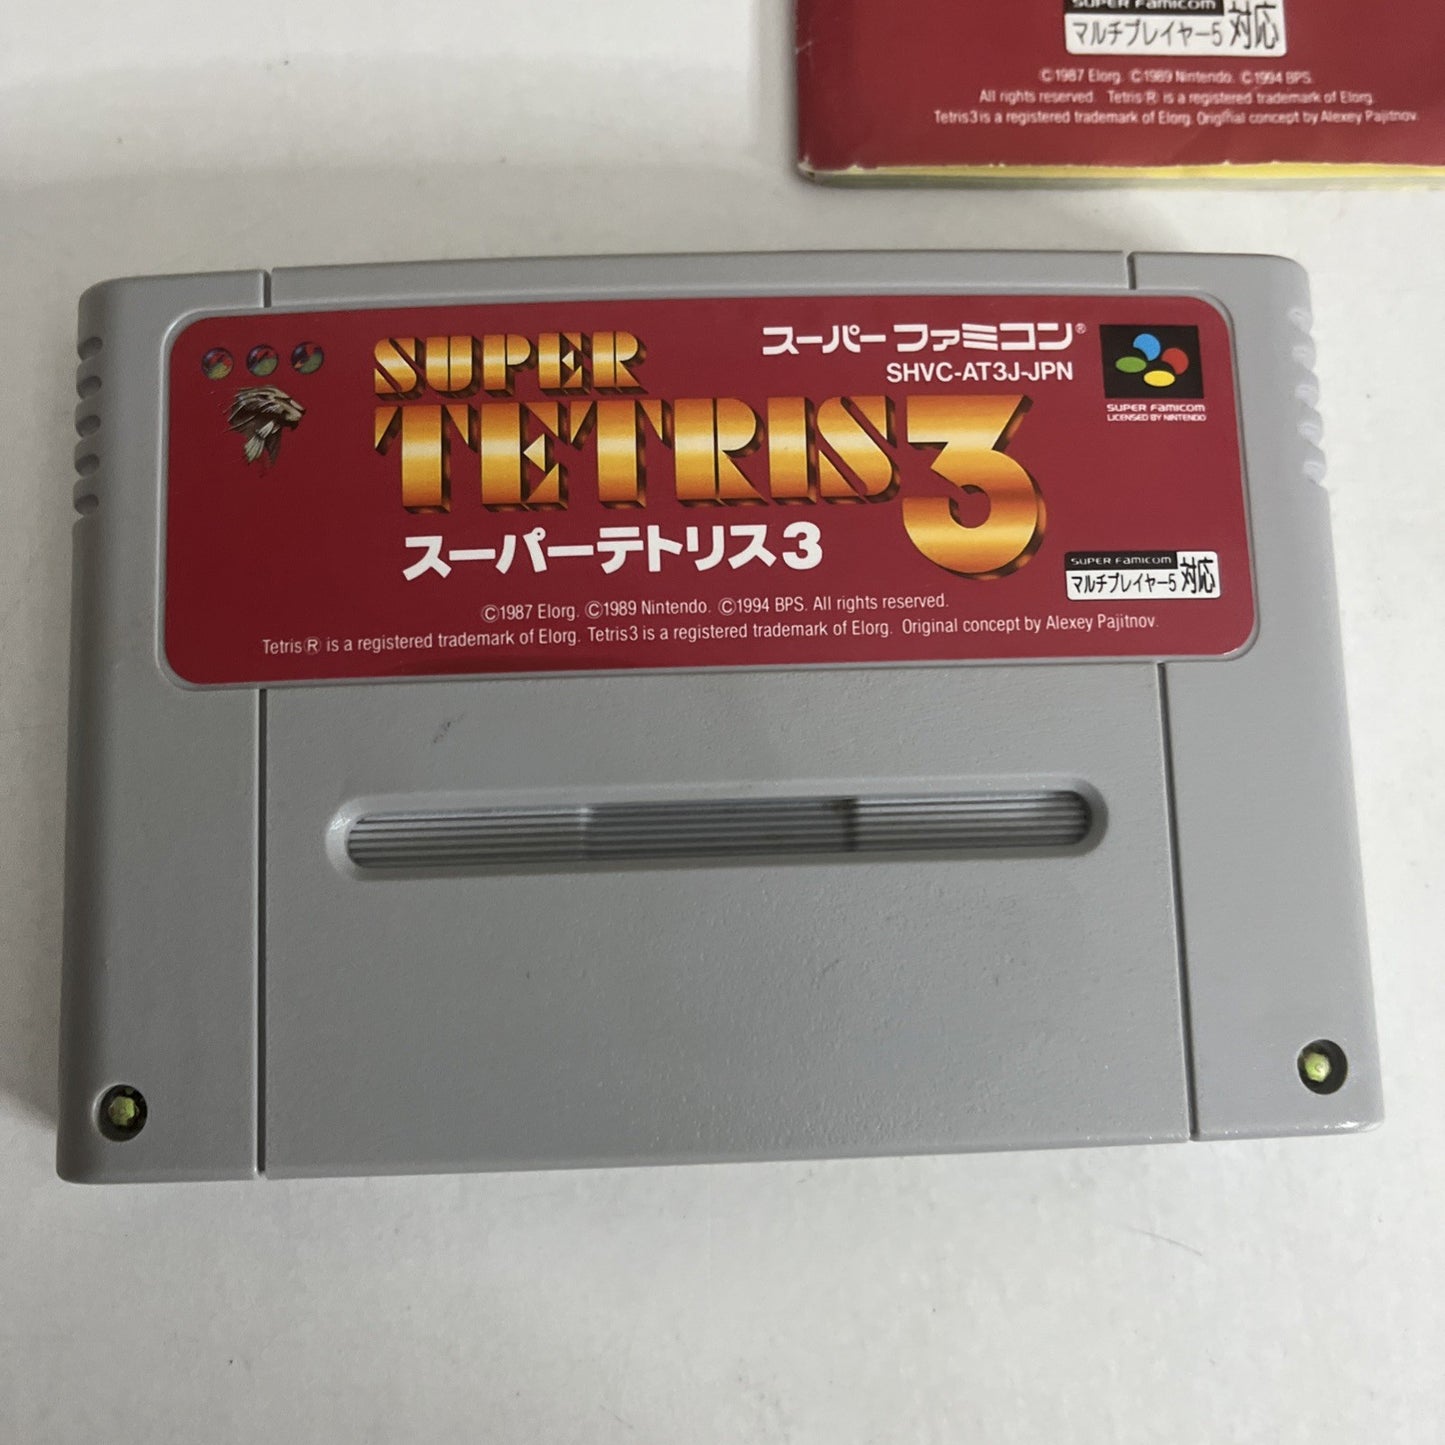 SUPER Famicom
マルチプレイヤー5 対応
©1987 Elorg. ©1989 Nintendo. ©1994 BPS.
All rights reserved. Tetris® is a registered trademark of Elorg.
Tetris3 is a registered trademark of Elorg. Original concept by Alexey Pajitnov.
SUPER
TETRIS 3
スーパーテトリス3
スーパーファミコン®
SHVC-AT3J-JPN
SUPER Famicom
LICENSED BY NINTENDO
SUPER Famicom
マルチプレイヤー5 対応
©1987 Elorg. ©1989 Nintendo. ©1994 BPS. All rights reserved.
Tetris® is a registered trademark of Elorg. Tetris3 is a registered trademark of Elorg. Original concept by Alexey Pajitnov.